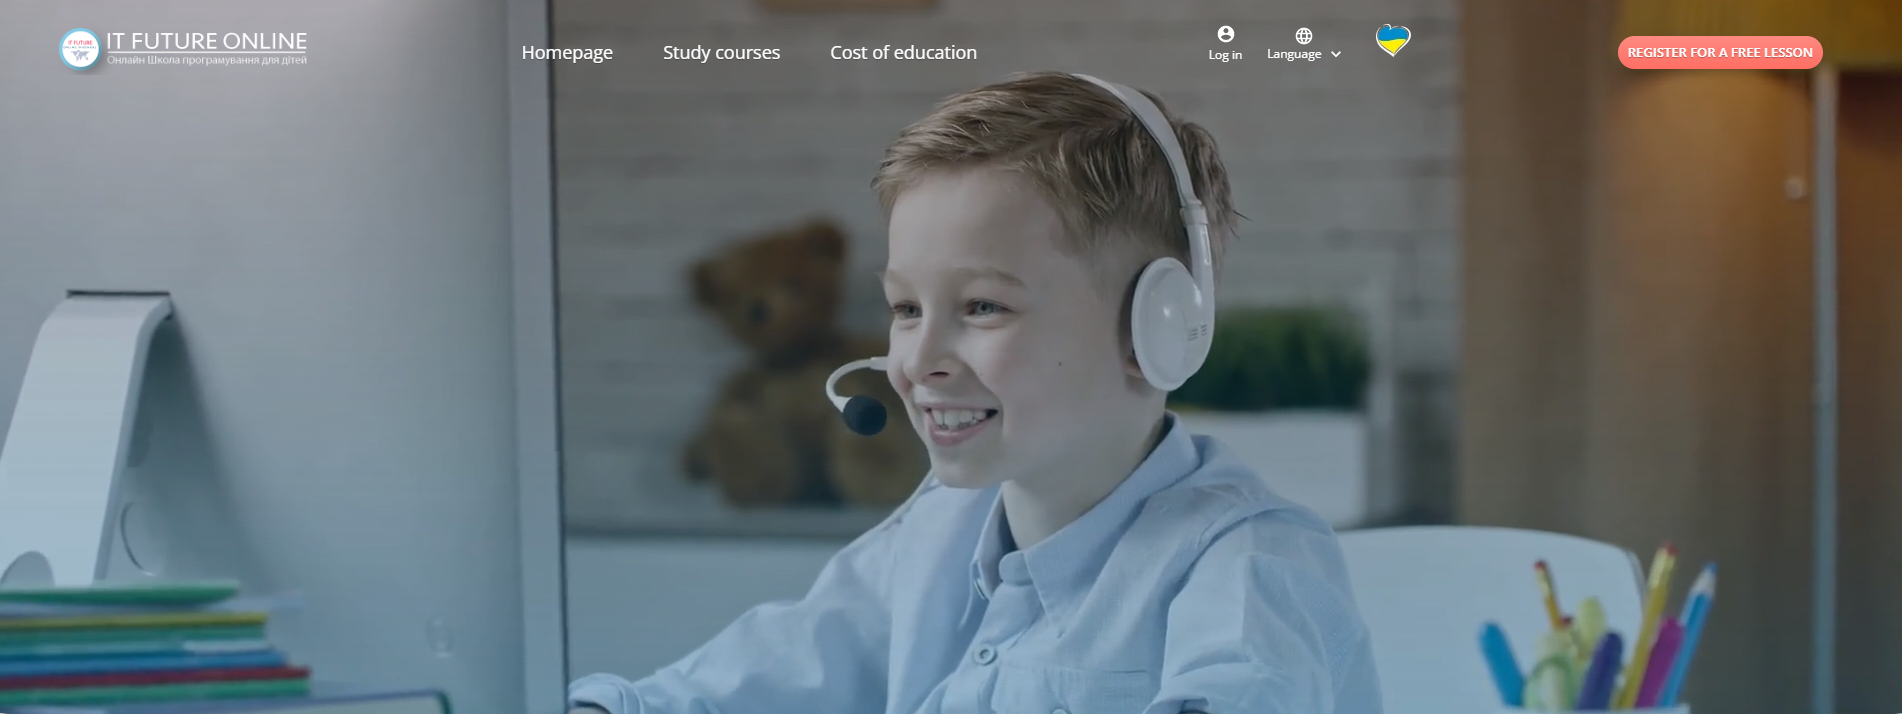 IT FUTURE ONLINE
Онлайн Школа програмування для дітей
Homepage
Study courses
Cost of education
Log in
Language
REGISTER FOR A FREE LESSON